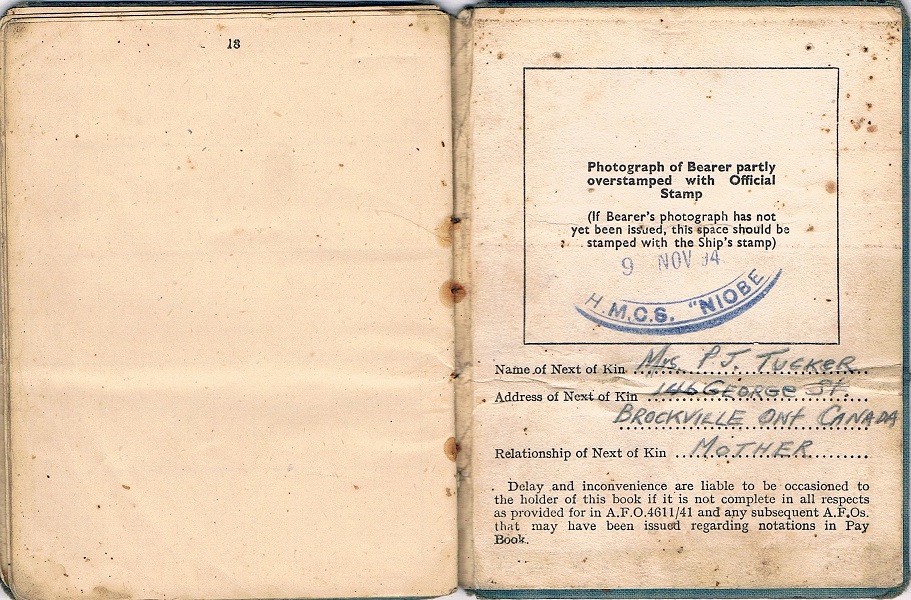 18
Photograph of Bearer partly
overstamped with Official
Stamp
(If Bearer's photograph has not
yet been issued, this space should be
stamped with the Ship's stamp)
9 NOV 94
H.M.C.S. "NIOBE
Name of Next of Kin Mrs. P.J. TUCKER
Address of Next of Kin 146 GEORGE St.
BROCKVILLE ONT CANADA
Relationship of Next of Kin MOTHER
Delay and inconvenience are liable to be occasioned to
the holder of this book if it is not complete in all respects
as provided for in A.F.O.4611/41 and any subsequent A.F.Os.
that may have been issued regarding notations in Pay
Book.